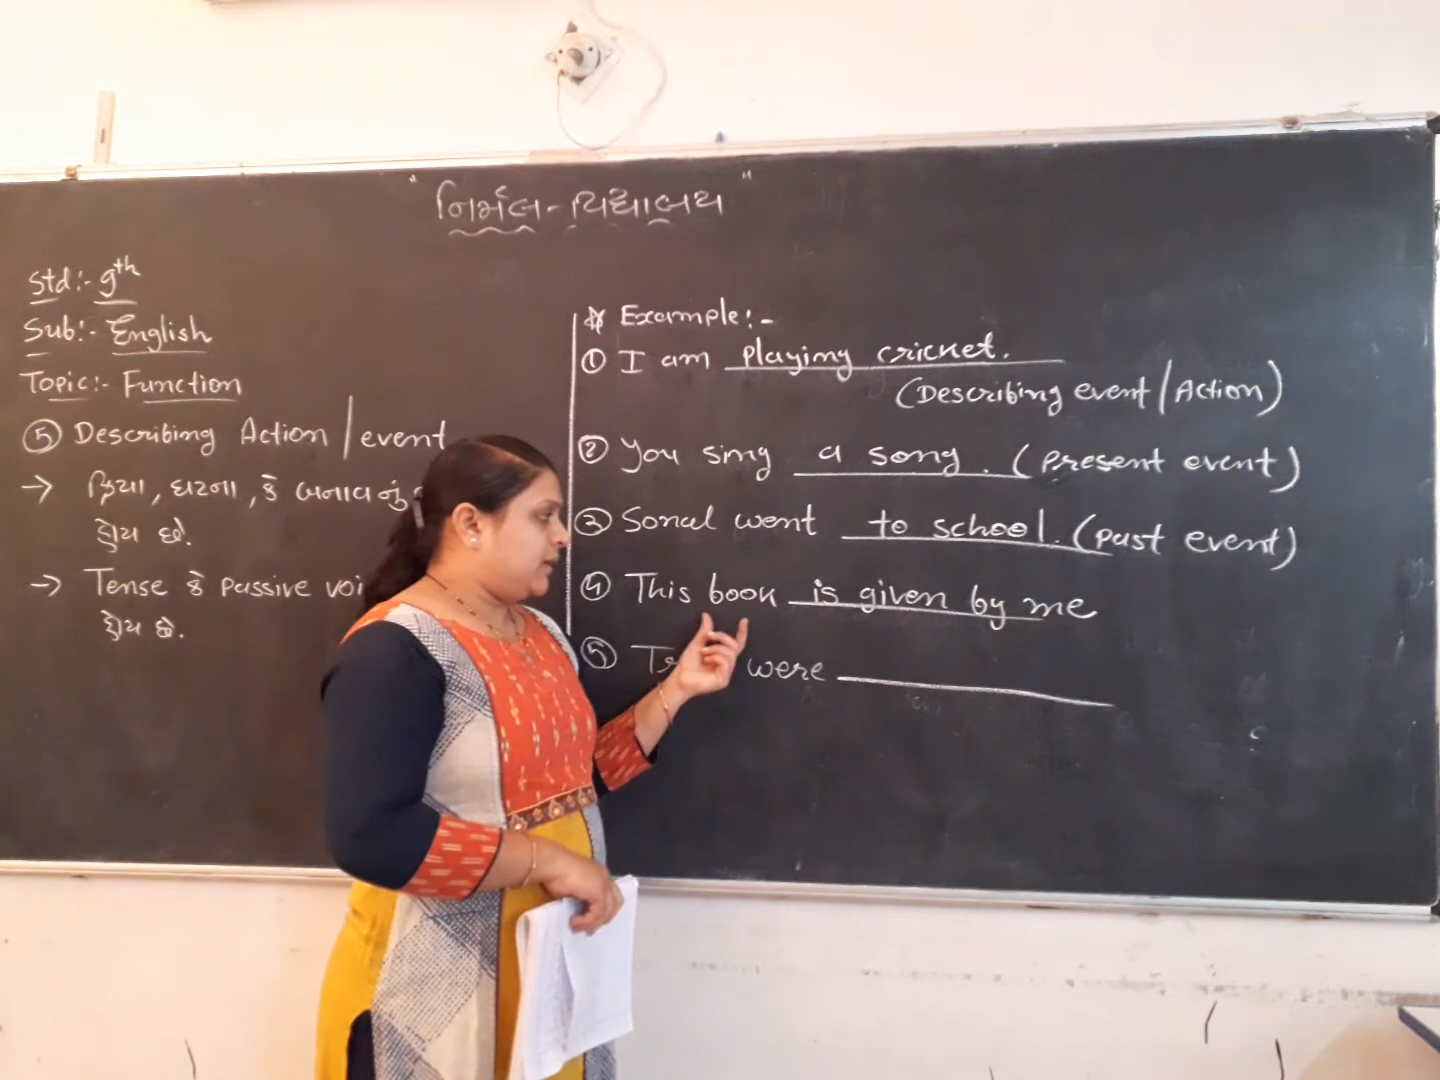 "નિર્મલ-વિદ્યાલય"
Std:- 9th
Sub:- English
Topic:- Function
⑤ Describing Action / event
→ ક્રિયા, ઘટના, કે બનાવનું
હોય છે.
→ Tense કે passive voi
હોય છે.
☆ Example:-
① I am playing cricket.
(Describing event / Action)
② You sing a song. (present event)
③ Sonal went to school. (past event)
④ This book is given by me
⑤ were